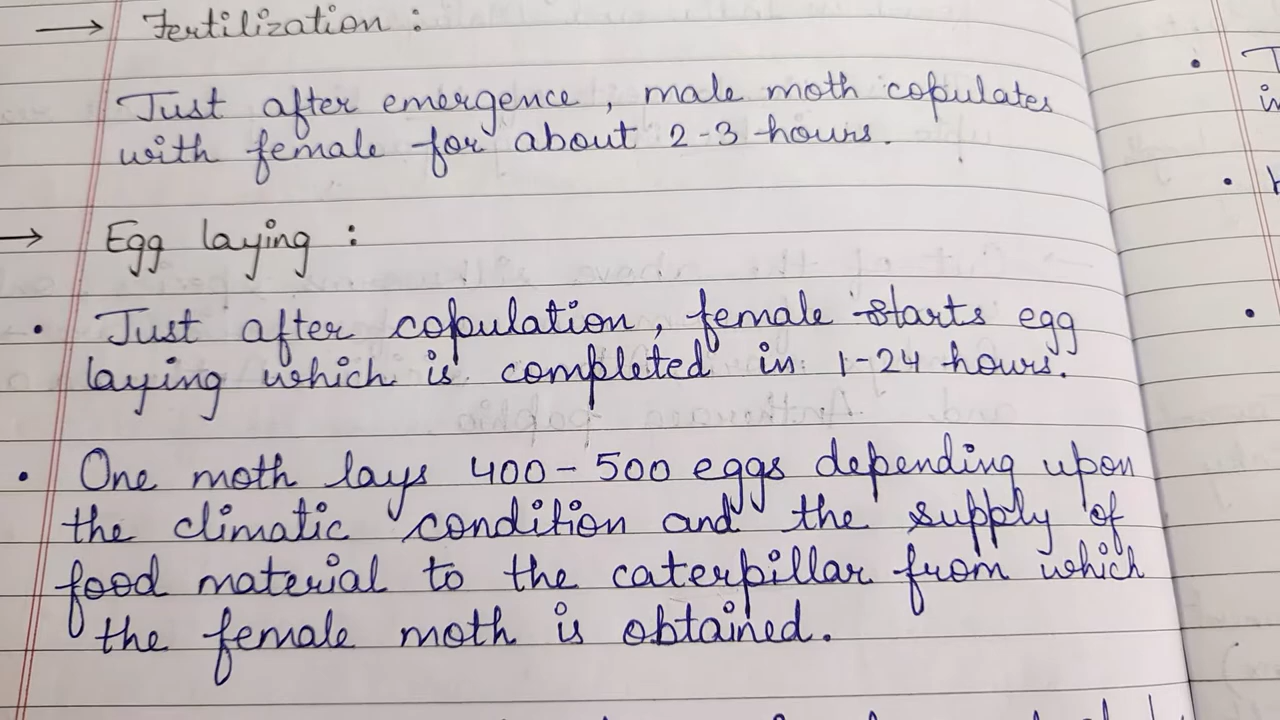 → Fertilization :
Just after emergence, male moth copulates
with female for about 2-3 hours.
→ Egg laying :
• Just after copulation, female starts egg
laying which is completed in 1-24 hours.
• One moth lays 400-500 eggs depending upon
the climatic condition and the supply of
food material to the caterpillar from which
the female moth is obtained.